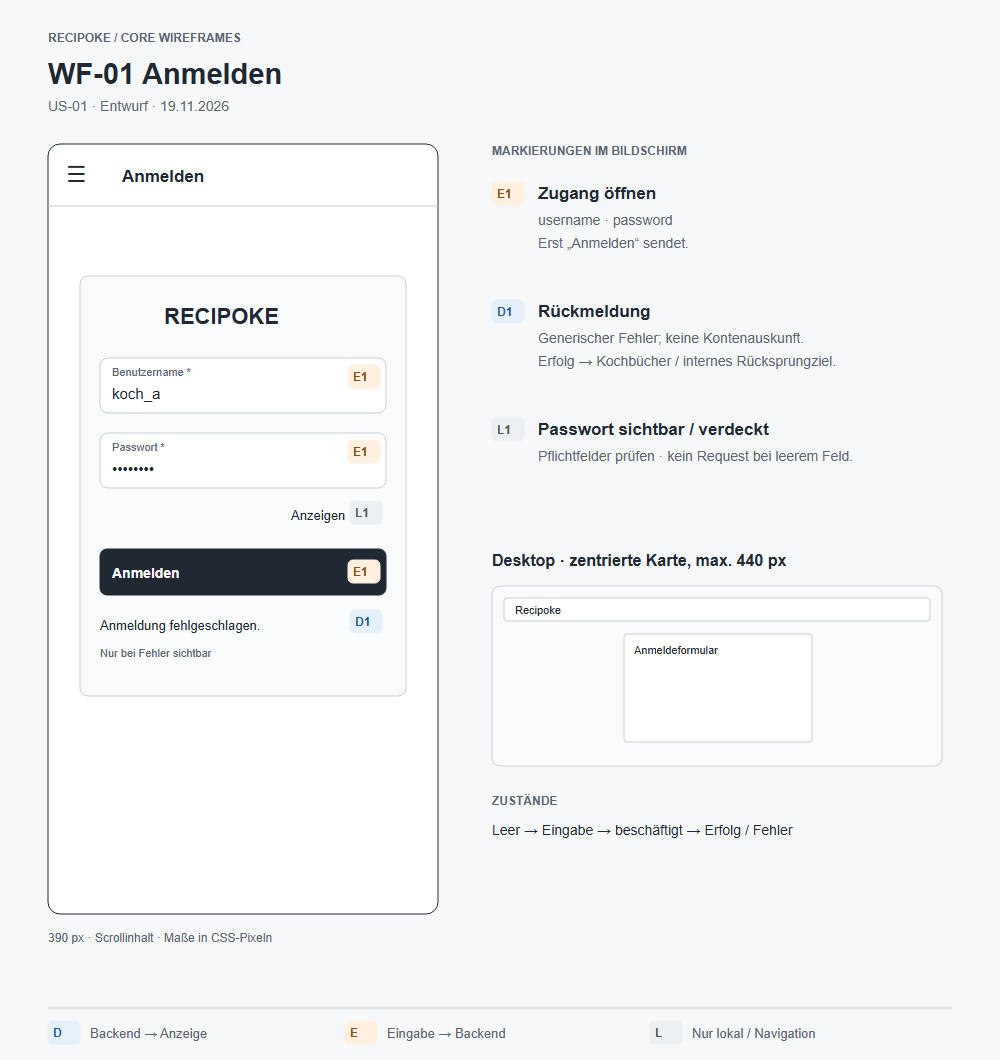 RECIPOKE / CORE WIREFRAMES
WF-01 Anmelden
US-01 · Entwurf · 19.11.2026
☰ Anmelden
RECIPOKE
Benutzername * E1
koch_a
Passwort * E1
••••••••
Anzeigen L1
Anmelden E1
Anmeldung fehlgeschlagen. D1
Nur bei Fehler sichtbar
390 px · Scrollinhalt · Maße in CSS-Pixeln
MARKIERUNGEN IM BILDSCHIRM
E1 Zugang öffnen
username · password
Erst „Anmelden“ sendet.
D1 Rückmeldung
Generischer Fehler; keine Kontenauskunft.
Erfolg → Kochbücher / internes Rücksprungziel.
L1 Passwort sichtbar / verdeckt
Pflichtfelder prüfen · kein Request bei leerem Feld.
Desktop · zentrierte Karte, max. 440 px
Recipoke
Anmeldeformular
ZUSTÄNDE
Leer → Eingabe → beschäftigt → Erfolg / Fehler
D Backend → Anzeige
E Eingabe → Backend
L Nur lokal / Navigation